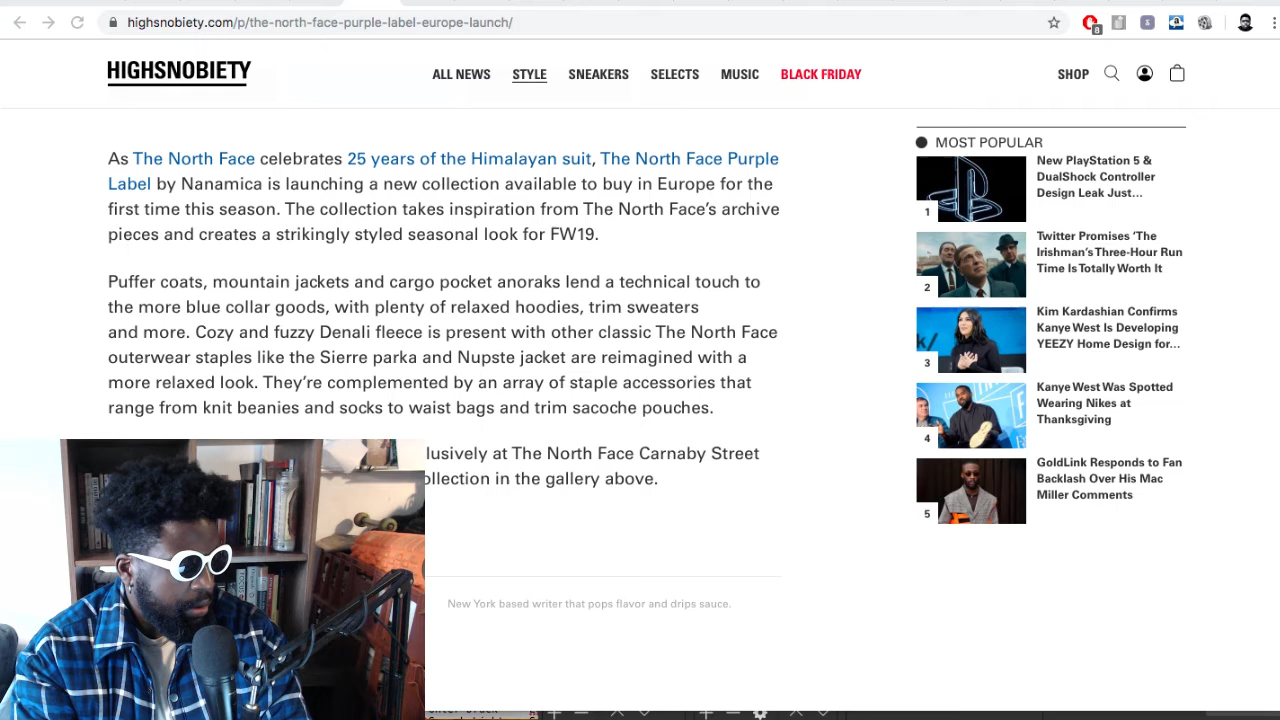 highsnobiety.com/p/the-north-face-purple-label-europe-launch/
8
HIGHSNOBIETY
ALL NEWS
STYLE
SNEAKERS
SELECTS
MUSIC
BLACK FRIDAY
SHOP
As The North Face celebrates 25 years of the Himalayan suit, The North Face Purple
Label by Nanamica is launching a new collection available to buy in Europe for the
first time this season. The collection takes inspiration from The North Face’s archive
pieces and creates a strikingly styled seasonal look for FW19.
Puffer coats, mountain jackets and cargo pocket anoraks lend a technical touch to
the more blue collar goods, with plenty of relaxed hoodies, trim sweaters
and more. Cozy and fuzzy Denali fleece is present with other classic The North Face
outerwear staples like the Sierre parka and Nupste jacket are reimagined with a
more relaxed look. They’re complemented by an array of staple accessories that
range from knit beanies and socks to waist bags and trim sacoche pouches.
lusively at The North Face Carnaby Street
ollection in the gallery above.
New York based writer that pops flavor and drips sauce.
MOST POPULAR
1
New PlayStation 5 &
DualShock Controller
Design Leak Just...
2
Twitter Promises ‘The
Irishman’s Three-Hour Run
Time Is Totally Worth It
3
Kim Kardashian Confirms
Kanye West Is Developing
YEEZY Home Design for...
4
Kanye West Was Spotted
Wearing Nikes at
Thanksgiving
5
GoldLink Responds to Fan
Backlash Over His Mac
Miller Comments